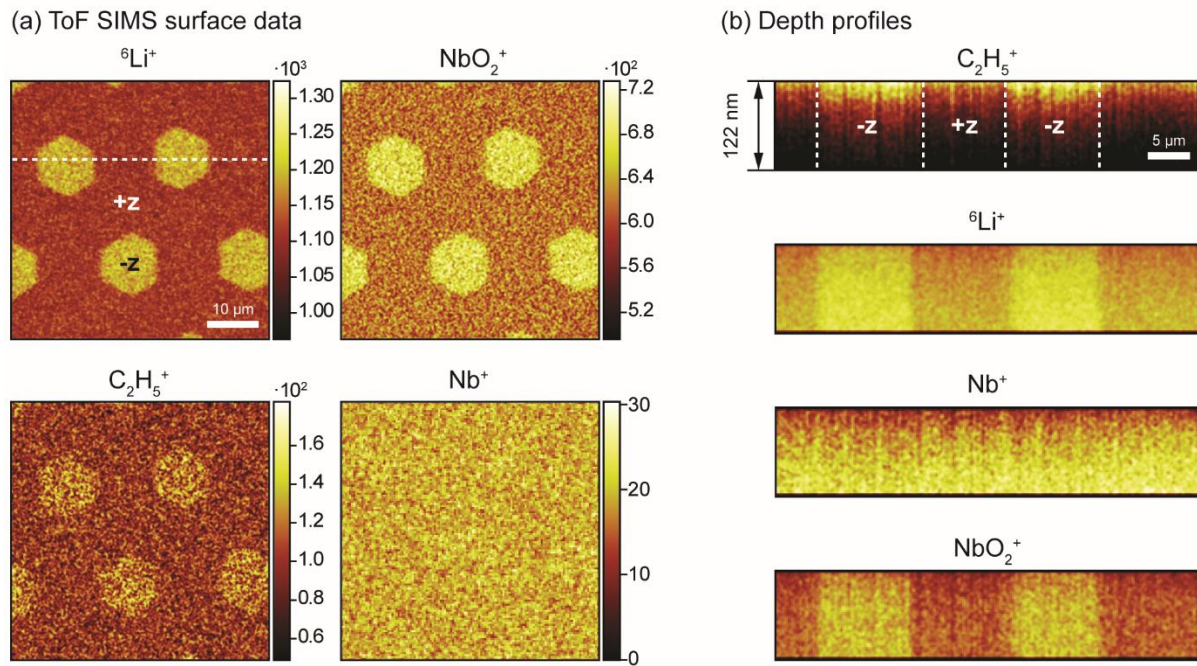 (a) ToF SIMS surface data
⁶Li⁺
·10³
1.30
1.25
1.20
1.15
1.10
1.05
1.00
+z
-z
10 µm
NbO₂⁺
·10²
7.2
6.8
6.4
6.0
5.6
5.2
C₂H₅⁺
·10²
1.6
1.4
1.2
1.0
0.8
0.6
Nb⁺
30
20
10
0
(b) Depth profiles
C₂H₅⁺
122 nm
-z +z -z
5 µm
⁶Li⁺
Nb⁺
NbO₂⁺